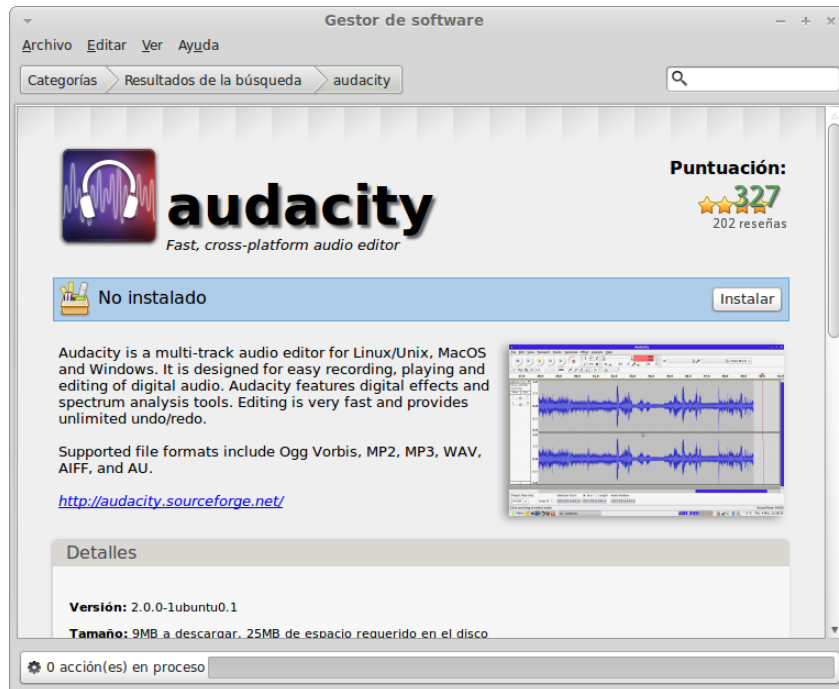 Gestor de software
Archivo Editar Ver Ayuda
Categorías Resultados de la búsqueda audacity
audacity
Fast, cross-platform audio editor
Puntuación:
327
202 reseñas
No instalado
Instalar
Audacity is a multi-track audio editor for Linux/Unix, MacOS
and Windows. It is designed for easy recording, playing and
editing of digital audio. Audacity features digital effects and
spectrum analysis tools. Editing is very fast and provides
unlimited undo/redo.
Supported file formats include Ogg Vorbis, MP2, MP3, WAV,
AIFF, and AU.
http://audacity.sourceforge.net/
Audacity
Detalles
Versión: 2.0.0-1ubuntu0.1
Tamaño: 9MB a descargar, 25MB de espacio requerido en el disco
0 acción(es) en proceso